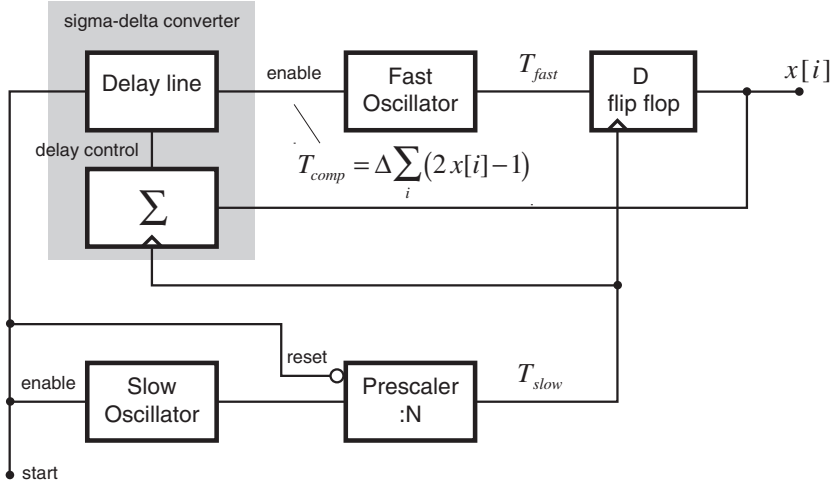 sigma-delta converter
Delay line
enable
Fast
Oscillator
T_fast
D
flip flop
x[i]
delay control
T_comp = Δ∑_i(2x[i]−1)
Σ
reset
enable
Slow
Oscillator
Prescaler
:N
T_slow
start